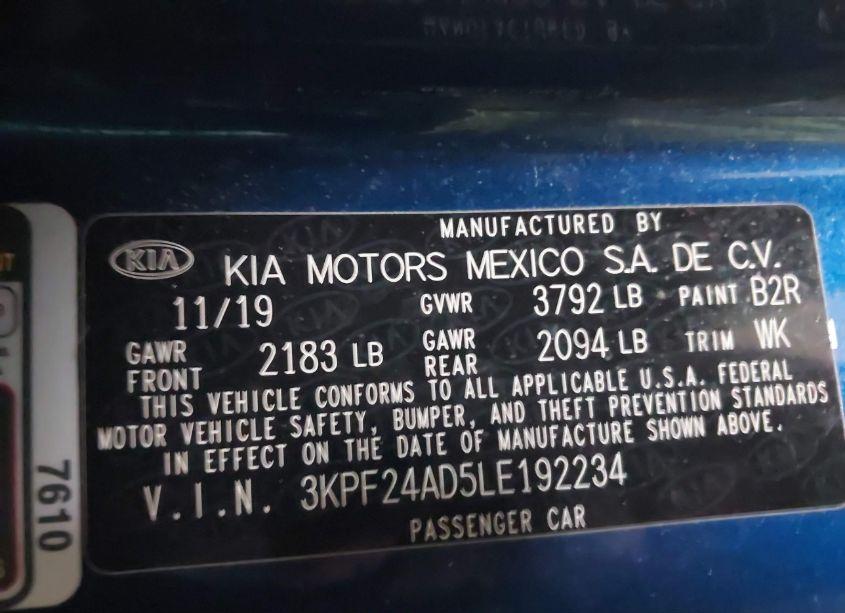 MANUFACTURED BY
KIA KIA MOTORS MEXICO S.A. DE C.V.
11/19 GVWR 3792 LB PAINT B2R
GAWR FRONT 2183 LB GAWR REAR 2094 LB TRIM WK
THIS VEHICLE CONFORMS TO ALL APPLICABLE U.S.A. FEDERAL
MOTOR VEHICLE SAFETY, BUMPER, AND THEFT PREVENTION STANDARDS
IN EFFECT ON THE DATE OF MANUFACTURE SHOWN ABOVE.
V.I.N. 3KPF24AD5LE192234
PASSENGER CAR
7610